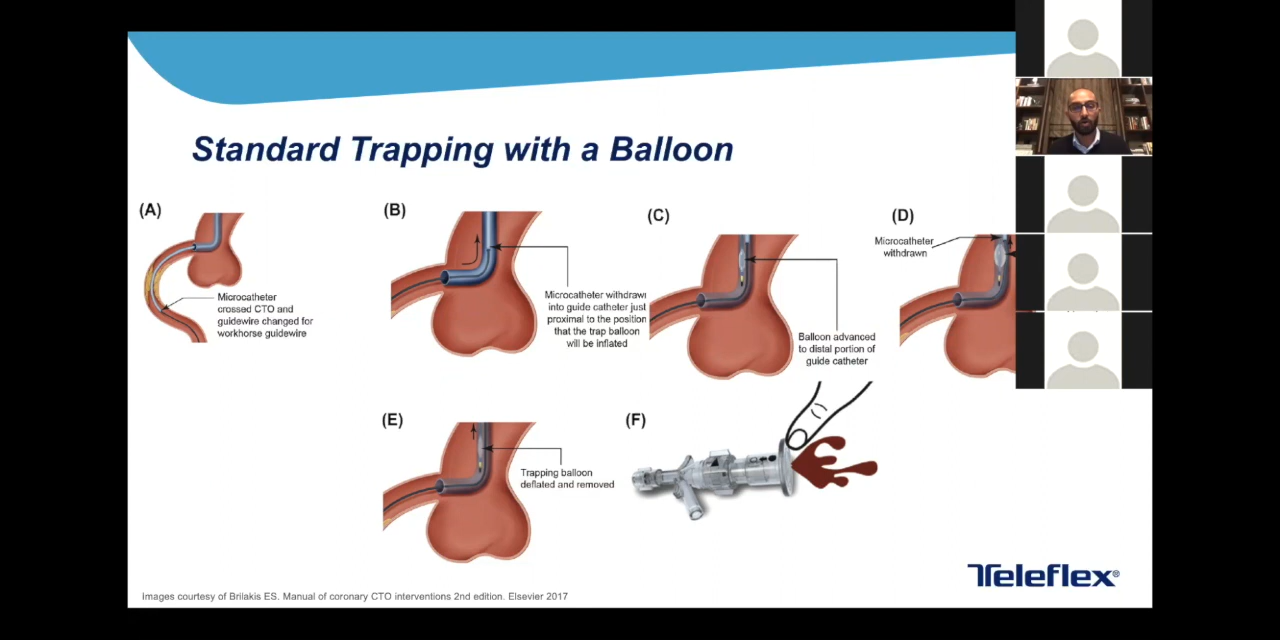 Standard Trapping with a Balloon
(A)
Microcatheter
crossed CTO and
guidewire changed for
workhorse guidewire
(B)
Microcatheter
into guide catheter just
proximal to the position
that the trap balloon
will be inflated
(C)
Balloon advanced
to distal portion of
guide catheter
(D)
Microcatheter
withdrawn
(E)
Trapping balloon
deflated and removed
(F)
Teleflex®
Images courtesy of Brilakis ES. Manual of coronary CTO interventions 2nd edition. Elsevier 2017